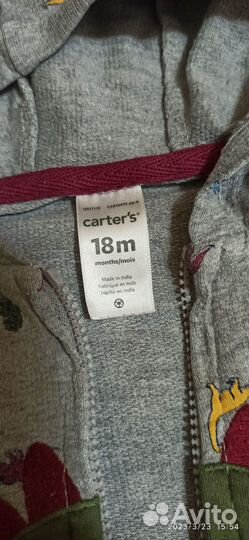 carter's®
18m
months/mois
Made in India
Fabriqué en Inde
Hecho en India
Avito
2023/3/23 15:54